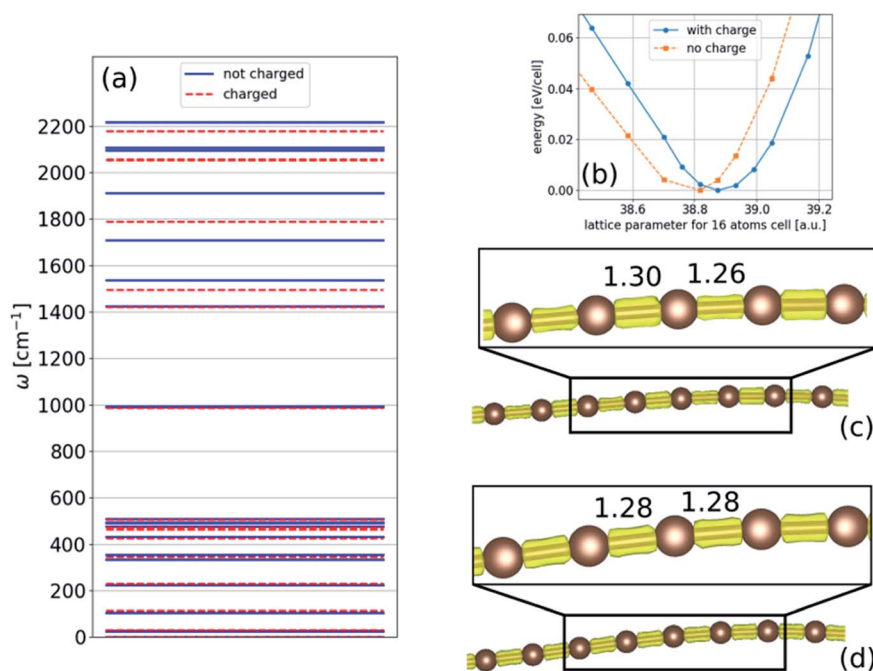 (a)
not charged
charged
2200
2000
1800
1600
1400
1200
1000
800
600
400
200
0
ω [cm⁻¹]
with charge
no charge
0.06
0.04
0.02
0.00
energy [eV/cell]
(b)
38.6 38.8 39.0 39.2
lattice parameter for 16 atoms cell [a.u.]
1.30 1.26
(c)
1.28 1.28
(d)